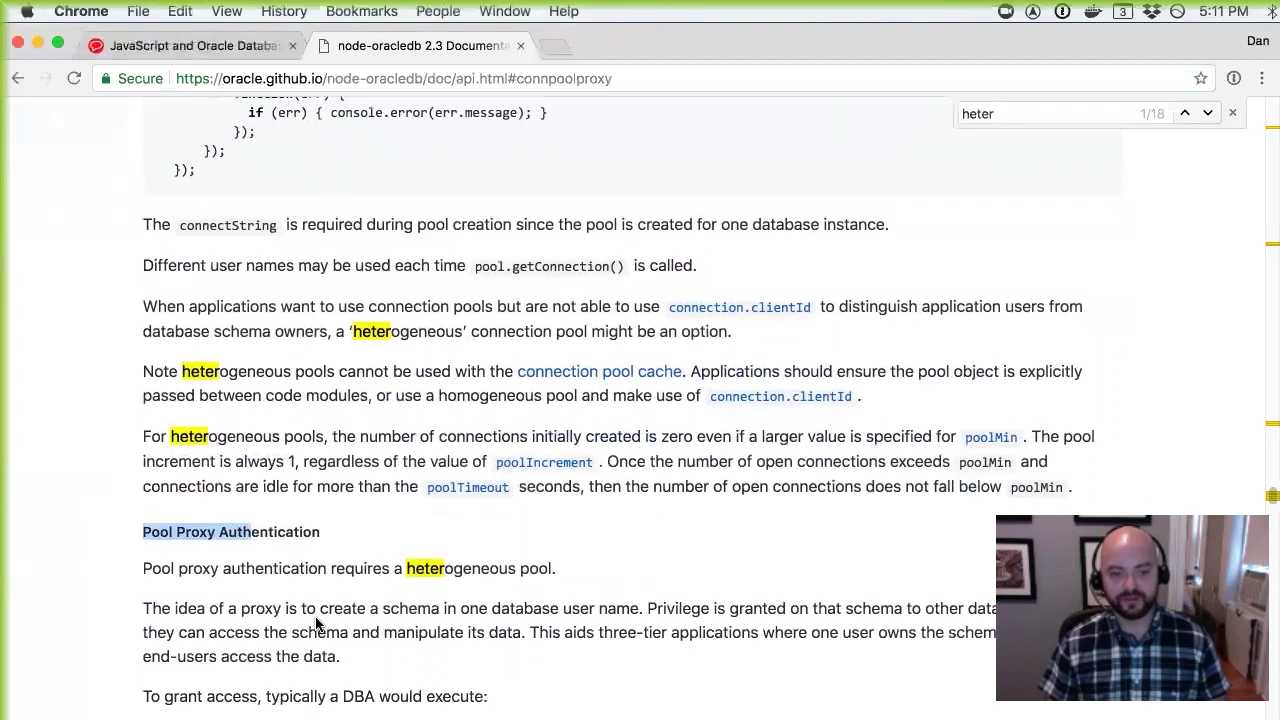 Chrome File Edit View History Bookmarks People Window Help 3 5:11 PM
JavaScript and Oracle Databa × node-oracledb 2.3 Documenta × Dan
Secure https://oracle.github.io/node-oracledb/doc/api.html#connpoolproxy
heter 1/18
if (err) { console.error(err.message); }
});
});
});
The connectString is required during pool creation since the pool is created for one database instance.
Different user names may be used each time pool.getConnection() is called.
When applications want to use connection pools but are not able to use connection.clientId to distinguish application users from
database schema owners, a ‘heterogeneous’ connection pool might be an option.
Note heterogeneous pools cannot be used with the connection pool cache. Applications should ensure the pool object is explicitly
passed between code modules, or use a homogeneous pool and make use of connection.clientId .
For heterogeneous pools, the number of connections initially created is zero even if a larger value is specified for poolMin . The pool
increment is always 1, regardless of the value of poolIncrement . Once the number of open connections exceeds poolMin and
connections are idle for more than the poolTimeout seconds, then the number of open connections does not fall below poolMin .
Pool Proxy Authentication
Pool proxy authentication requires a heterogeneous pool.
The idea of a proxy is to create a schema in one database user name. Privilege is granted on that schema to other data
they can access the schema and manipulate its data. This aids three-tier applications where one user owns the schem
end-users access the data.
To grant access, typically a DBA would execute: